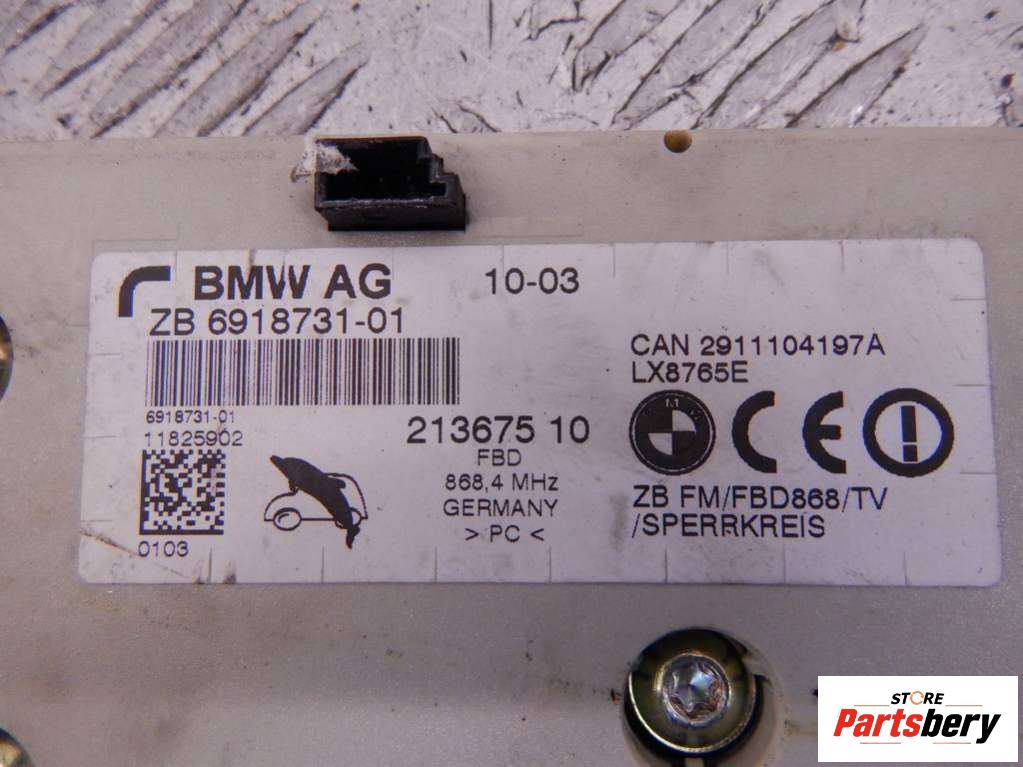 BMW AG 10-03
ZB 6918731-01
CAN 2911104197A
LX8765E
6918731-01
11825902
213675 10
FBD
868,4 MHz
GERMANY
> PC <
0103
BMW
ZB FM/FBD868/TV
/SPERRKREIS
STORE
Partsbery